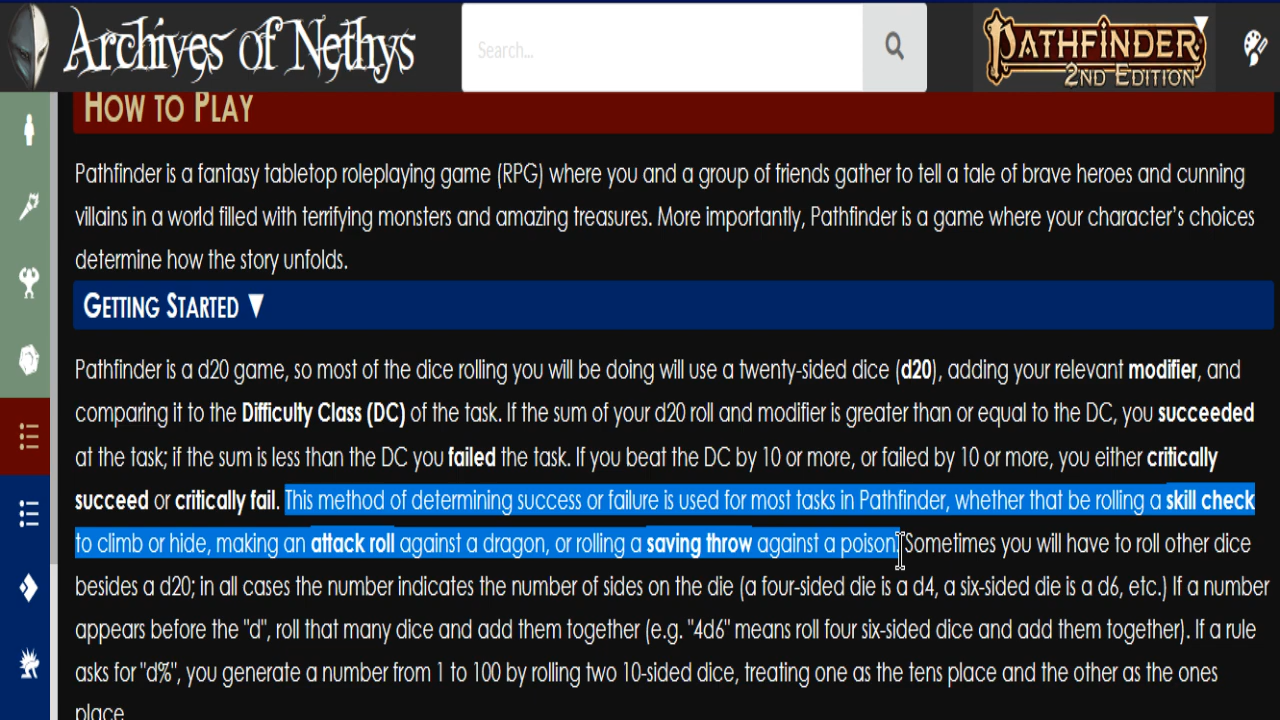 Archives of Nethys
Search...
PATHFINDER
2ND EDITION
HOW TO PLAY
Pathfinder is a fantasy tabletop roleplaying game (RPG) where you and a group of friends gather to tell a tale of brave heroes and cunning
villains in a world filled with terrifying monsters and amazing treasures. More importantly, Pathfinder is a game where your character’s choices
determine how the story unfolds.
GETTING STARTED ▼
Pathfinder is a d20 game, so most of the dice rolling you will be doing will use a twenty-sided dice (d20), adding your relevant modifier, and
comparing it to the Difficulty Class (DC) of the task. If the sum of your d20 roll and modifier is greater than or equal to the DC, you succeeded
at the task; if the sum is less than the DC you failed the task. If you beat the DC by 10 or more, or failed by 10 or more, you either critically
succeed or critically fail. This method of determining success or failure is used for most tasks in Pathfinder, whether that be rolling a skill check
to climb or hide, making an attack roll against a dragon, or rolling a saving throw against a poison. Sometimes you will have to roll other dice
besides a d20; in all cases the number indicates the number of sides on the die (a four-sided die is a d4, a six-sided die is a d6, etc.) If a number
appears before the "d", roll that many dice and add them together (e.g. "4d6" means roll four six-sided dice and add them together). If a rule
asks for "d%", you generate a number from 1 to 100 by rolling two 10-sided dice, treating one as the tens place and the other as the ones
place.